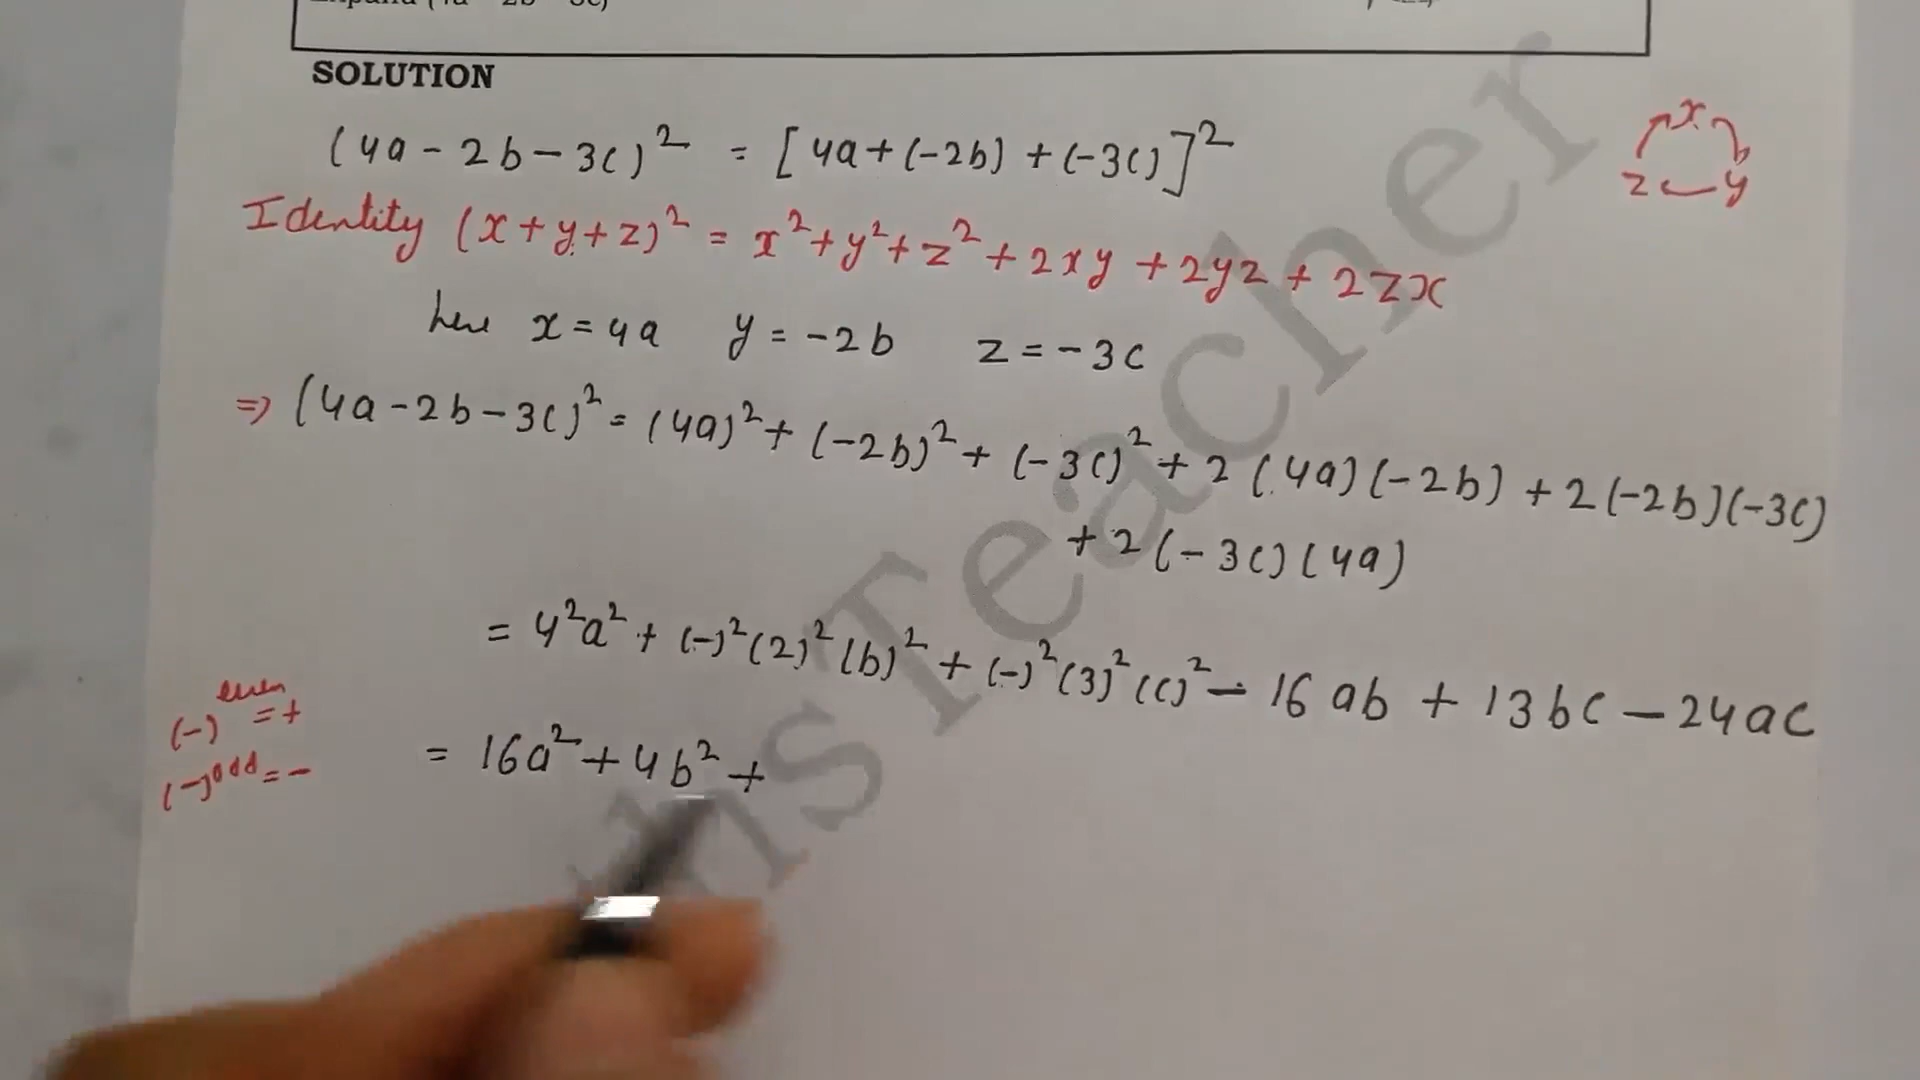 SOLUTION
(4a - 2b - 3c)² = [4a + (-2b) + (-3c)]²
x
z y
Identity (x + y + z)² = x² + y² + z² + 2xy + 2yz + 2zx
here x = 4a y = -2b z = -3c
⇒ (4a - 2b - 3c)² = (4a)² + (-2b)² + (-3c)² + 2(4a)(-2b) + 2(-2b)(-3c)
+ 2(-3c)(4a)
= 4²a² + (-)²(2)²(b)² + (-)²(3)²(c)² - 16ab + 13bc - 24ac
(-)ᵉᵛᵉⁿ = +
= 16a² + 4b² +
(-)ᵒᵈᵈ = -
Teacher